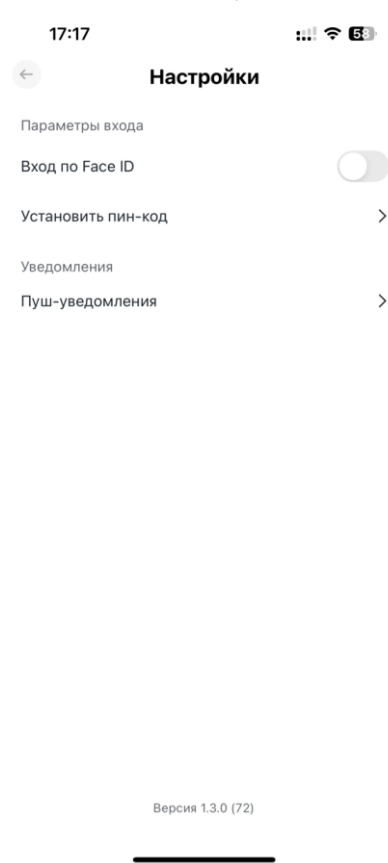 17:17
58
Настройки
Параметры входа
Вход по Face ID
Установить пин-код
Уведомления
Пуш-уведомления
Версия 1.3.0 (72)